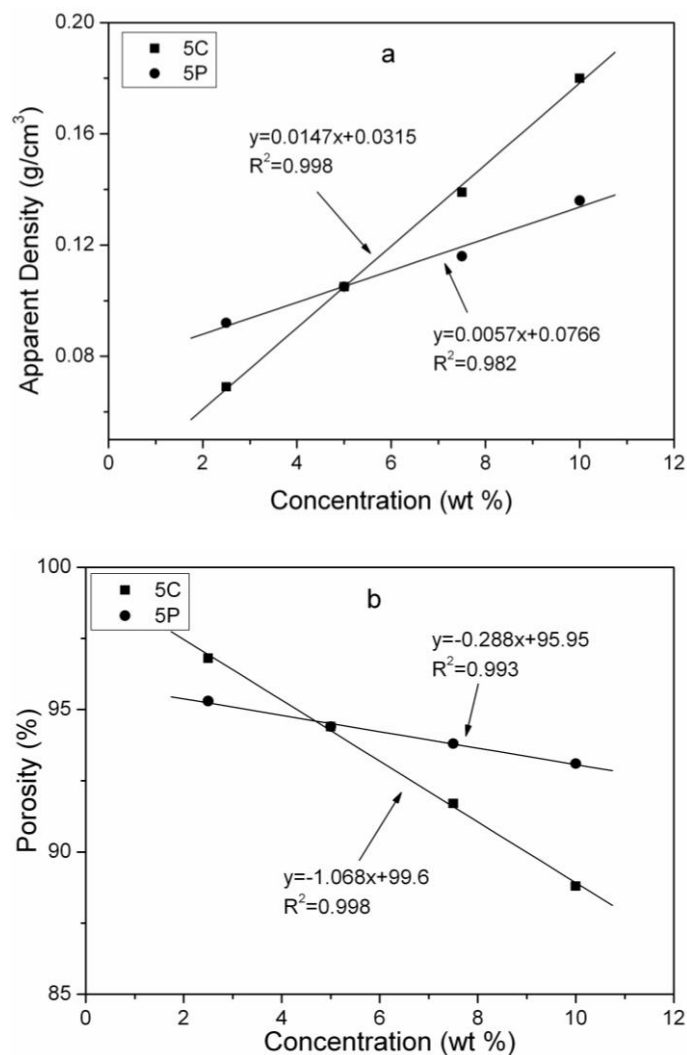 0.20
5C
5P
a
0.16
y=0.0147x+0.0315
R²=0.998
0.12
y=0.0057x+0.0766
R²=0.982
0.08
Apparent Density (g/cm³)
0 2 4 6 8 10 12
Concentration (wt %)
100
5C
5P
b
y=-0.288x+95.95
R²=0.993
95
Porosity (%)
90
y=-1.068x+99.6
R²=0.998
85
0 2 4 6 8 10 12
Concentration (wt %)